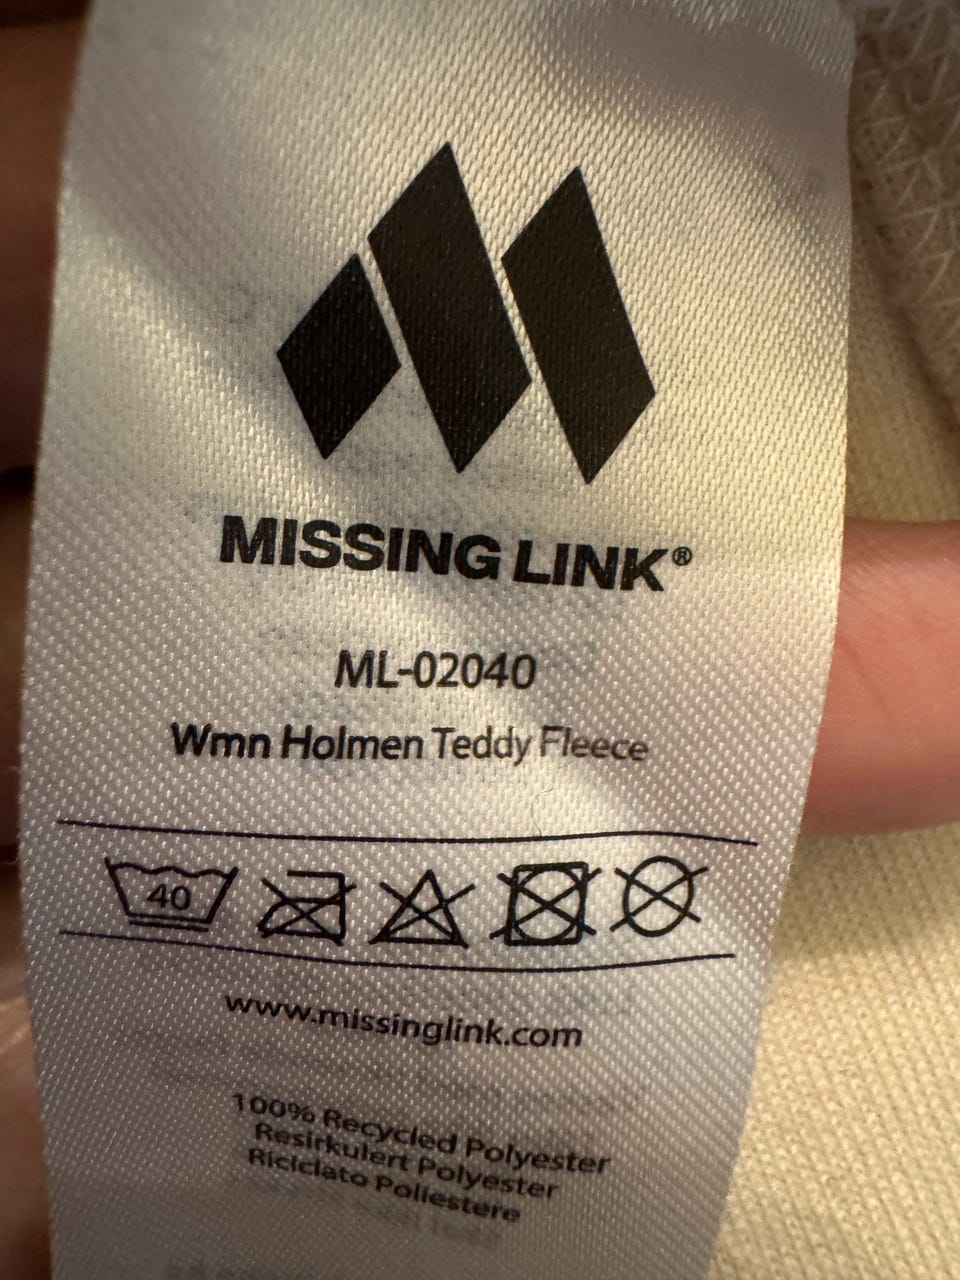 MISSING LINK®
ML-02040
Wmn Holmen Teddy Fleece
40
www.missinglink.com
100% Recycled Polyester
Resirkulert Polyester
Riciclato Poliestere